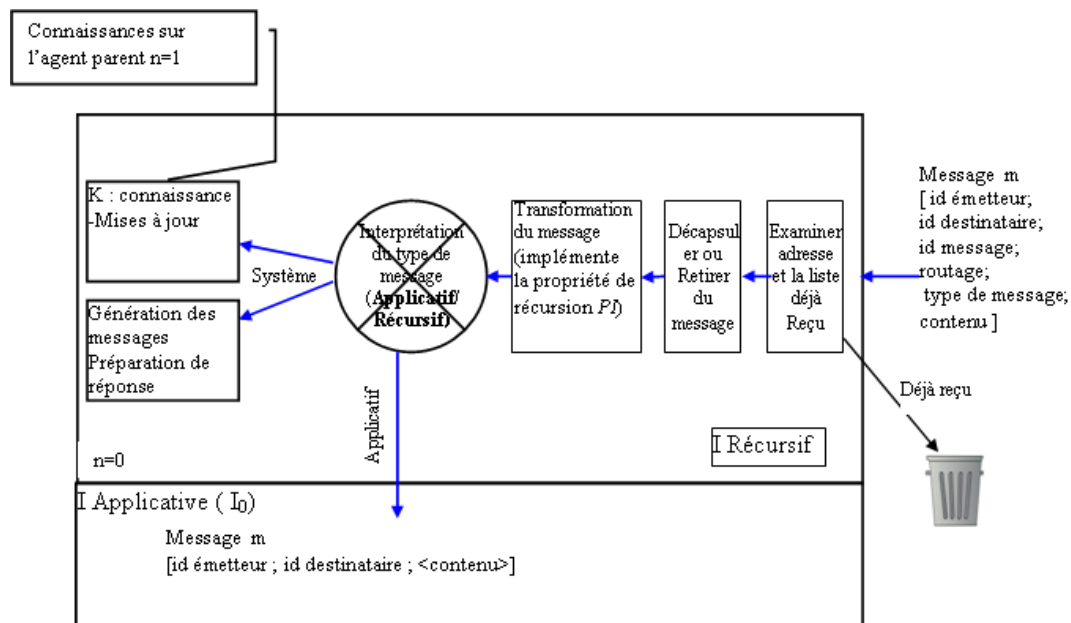 Connaissances sur
l'agent parent n=1
K : connaissance
-Mises à jour
Génération des
messages
Préparation de
réponse
Système
Interprétation
du type de
message
(Applicatif/
Récursif)
Applicatif
Transformation
du message
(implémente
la propriété de
récursion PI)
Décapsul
er ou
Retirer
du
message
Examiner
adresse
et la liste
déjà
Reçu
Message m
[ id émetteur;
id destinataire;
id message;
routage;
type de message;
contenu ]
Déjà reçu
I Récursif
n=0
I Applicative ( I0)
Message m
[id émetteur ; id destinataire ; <contenu>]